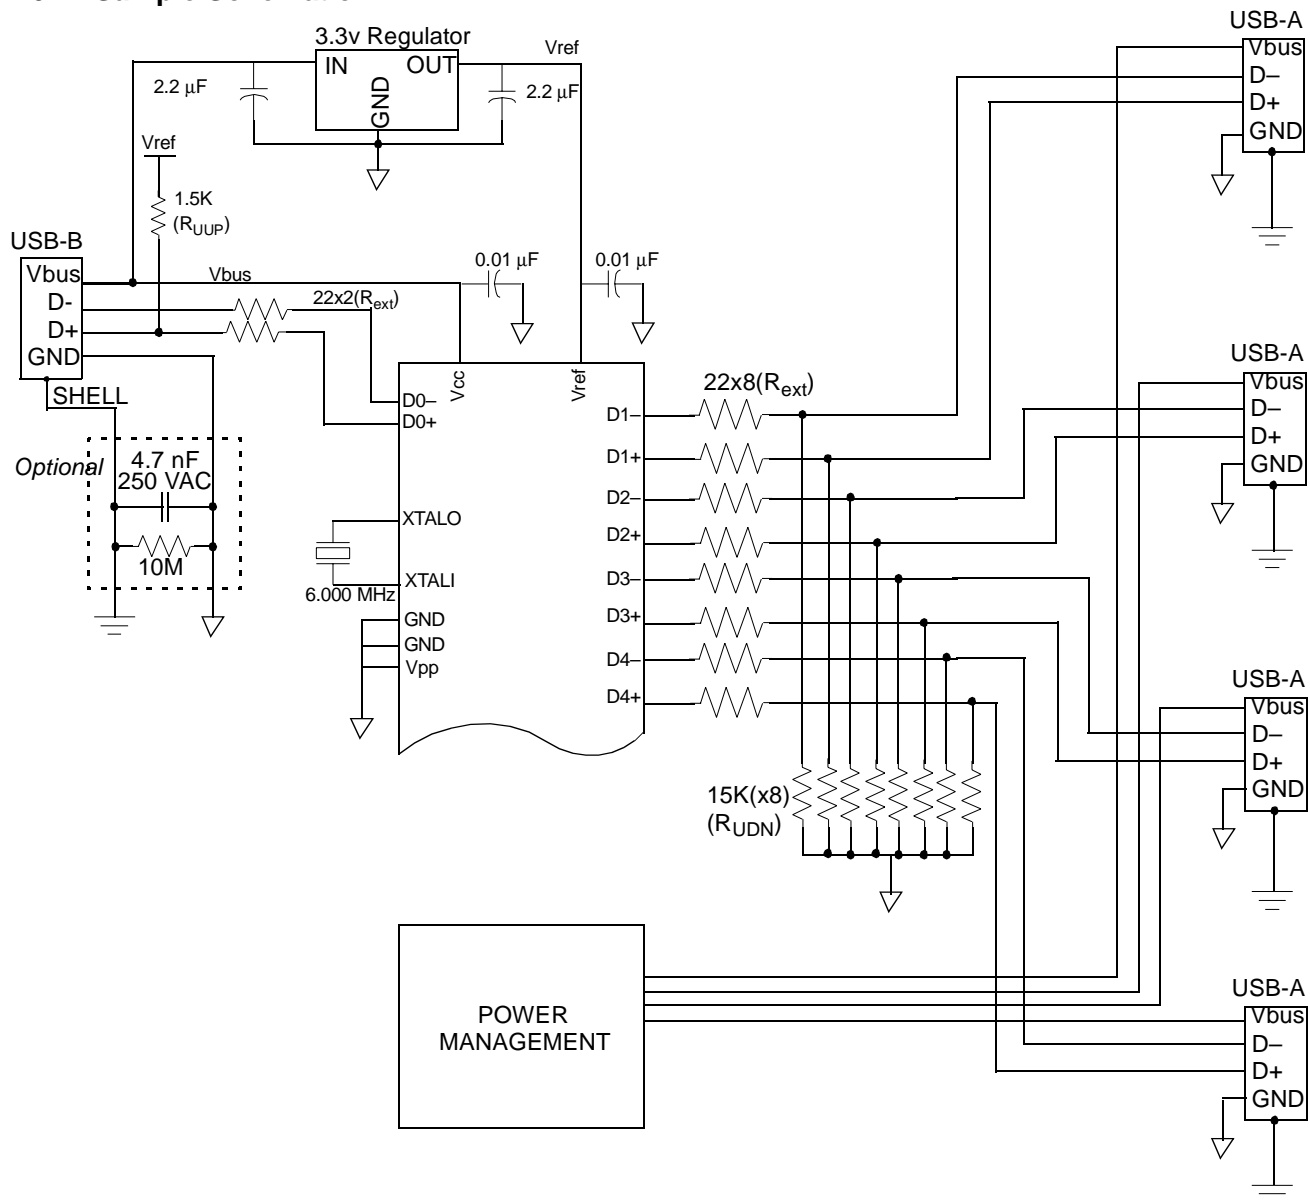 USB-A
Vbus
D–
D+
GND
3.3v Regulator
IN
OUT
GND
Vref
2.2 µF
2.2 µF
Vref
1.5K
(RUUP)
USB-B
Vbus
D-
D+
GND
SHELL
Vbus
22x2(Rext)
0.01 µF
0.01 µF
Optional
4.7 nF
250 VAC
10M
Vcc
Vref
D0–
D0+
XTALO
XTALI
6.000 MHz
GND
GND
Vpp
D1–
D1+
D2–
D2+
D3–
D3+
D4–
D4+
22x8(Rext)
15K(x8)
(RUDN)
USB-A
Vbus
D–
D+
GND
USB-A
Vbus
D–
D+
GND
USB-A
Vbus
D–
D+
GND
POWER
MANAGEMENT